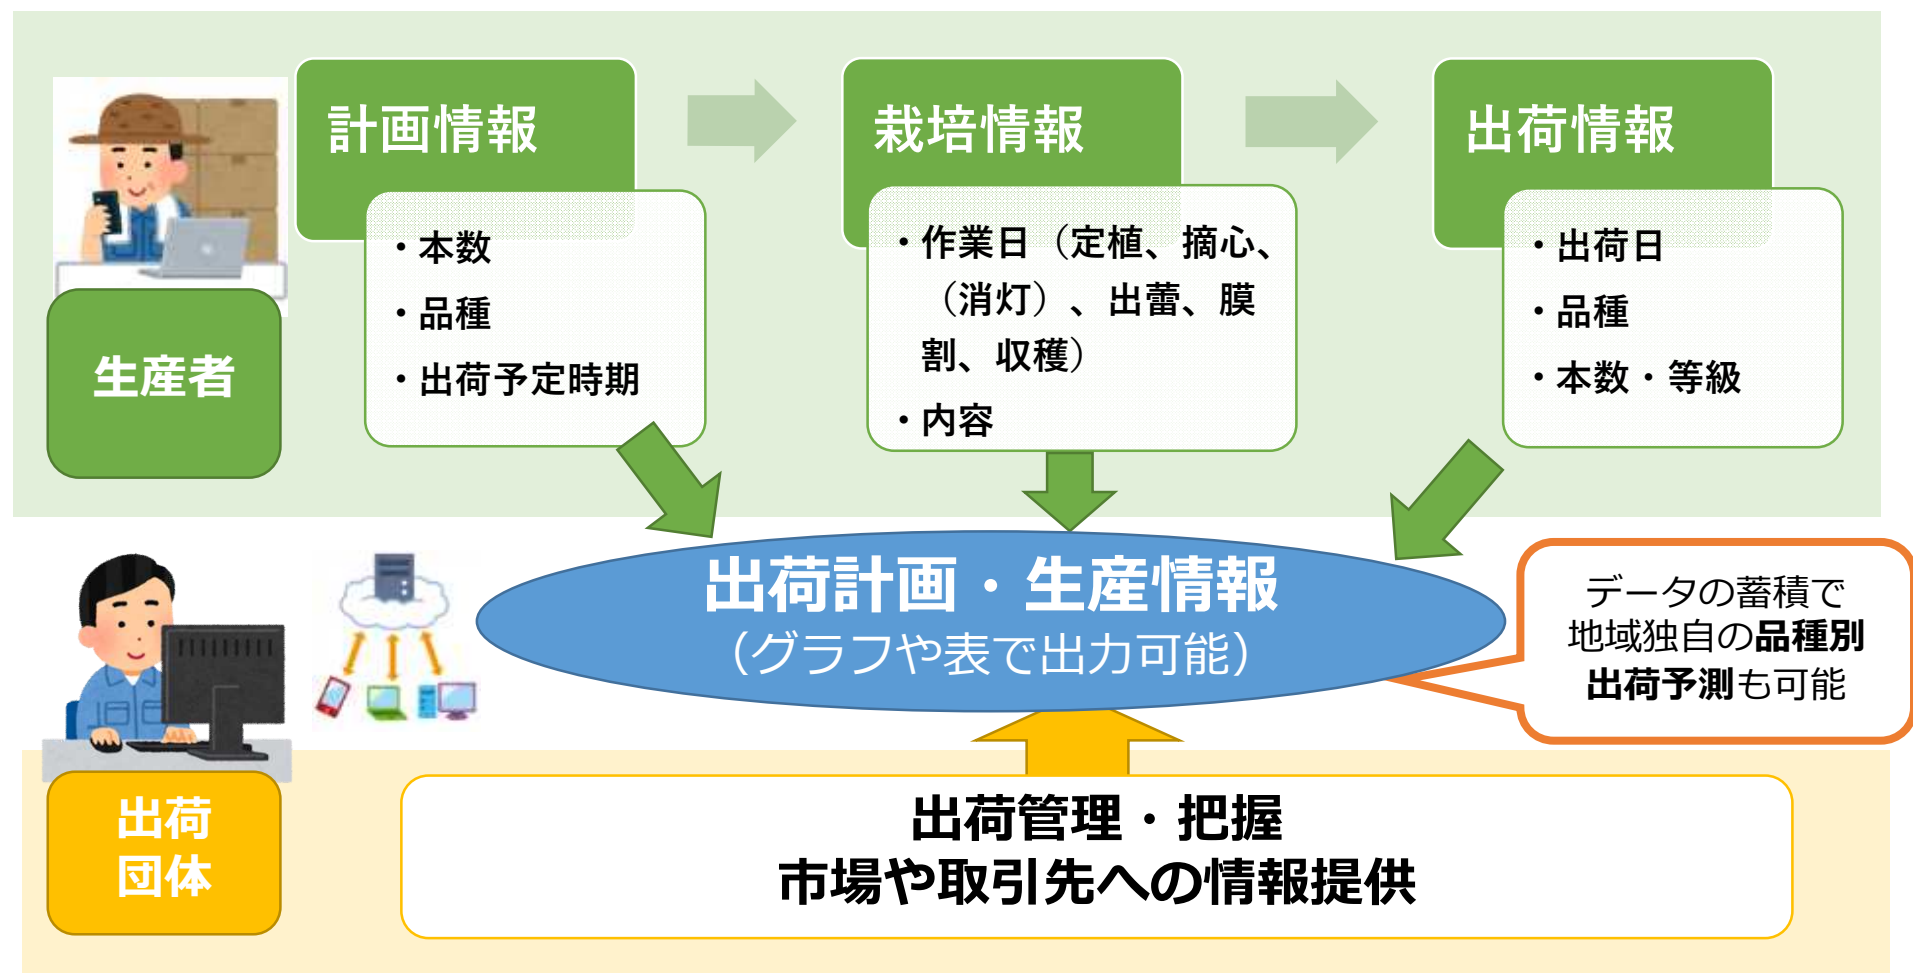 計画情報
・本数
・品種
・出荷予定時期
栽培情報
・作業日（定植、摘心、
（消灯）、出蕾、膜
割、収穫）
・内容
出荷情報
・出荷日
・品種
・本数・等級
生産者
出荷計画・生産情報
（グラフや表で出力可能）
データの蓄積で
地域独自の品種別
出荷予測も可能
出荷
団体
出荷管理・把握
市場や取引先への情報提供